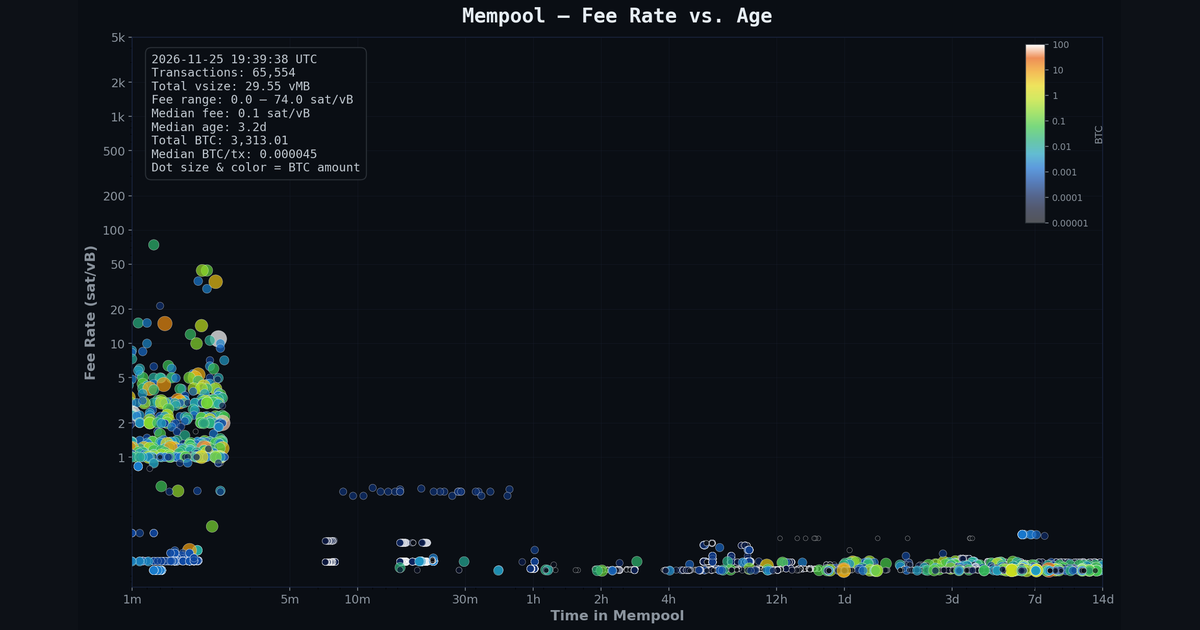 Mempool — Fee Rate vs. Age
2026-11-25 19:39:38 UTC
Transactions: 65,554
Total vsize: 29.55 vMB
Fee range: 0.0 — 74.0 sat/vB
Median fee: 0.1 sat/vB
Median age: 3.2d
Total BTC: 3,313.01
Median BTC/tx: 0.000045
Dot size & color = BTC amount
100
10
1
0.1
0.01
0.001
0.0001
0.00001
BTC
Fee Rate (sat/vB)
5k
2k
1k
500
200
100
50
20
10
5
2
1
1m
5m
10m
30m
1h
2h
4h
12h
1d
3d
7d
14d
Time in Mempool